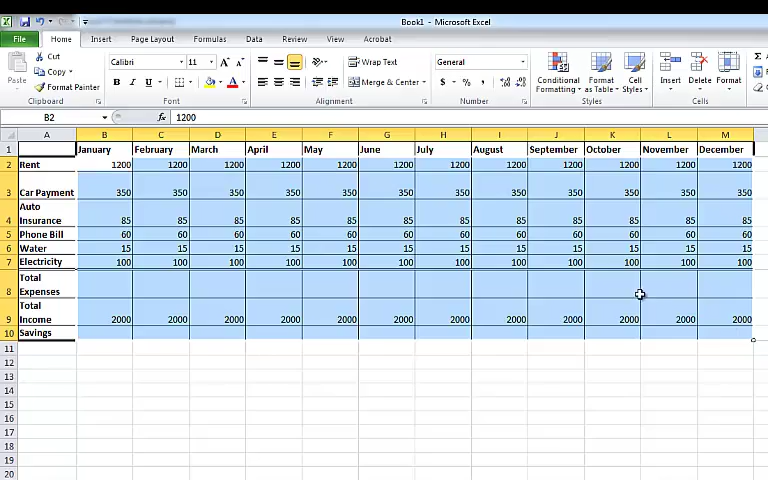 Book1 - Microsoft Excel
File Home Insert Page Layout Formulas Data Review View Acrobat
Cut
Copy
Format Painter
Paste
Clipboard
Calibri 11
B I U
Font
Wrap Text
Merge & Center
Alignment
General
$ % ,
Number
Conditional Formatting
Format as Table
Cell Styles
Styles
Insert Delete Format
Cells
B2 fx 1200
A B C D E F G H I J K L M
1 January February March April May June July August September October November December
2 Rent 1200 1200 1200 1200 1200 1200 1200 1200 1200 1200 1200 1200
3 Car Payment 350 350 350 350 350 350 350 350 350 350 350 350
4 Auto Insurance 85 85 85 85 85 85 85 85 85 85 85 85
5 Phone Bill 60 60 60 60 60 60 60 60 60 60 60 60
6 Water 15 15 15 15 15 15 15 15 15 15 15 15
7 Electricity 100 100 100 100 100 100 100 100 100 100 100 100
8 Total Expenses
9 Total Income 2000 2000 2000 2000 2000 2000 2000 2000 2000 2000 2000 2000
10 Savings
11
12
13
14
15
16
17
18
19
20